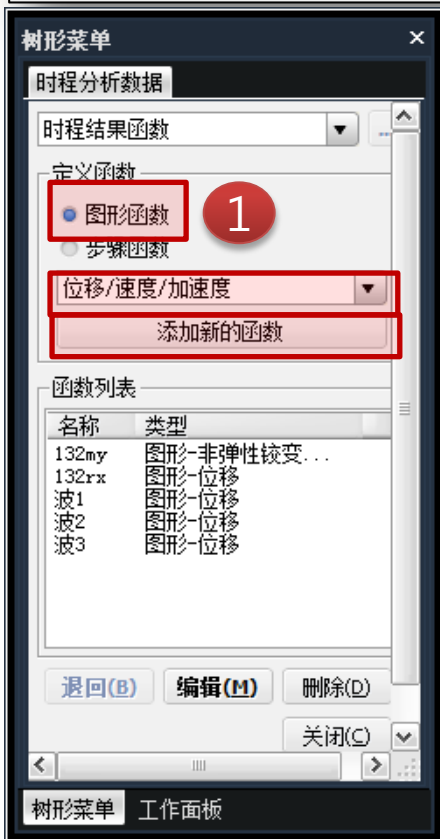 树形菜单 ×
时程分析数据
时程结果函数 ...
定义函数
图形函数
1
步骤函数
位移/速度/加速度
添加新的函数
函数列表
名称 类型
132my 图形-非弹性铰变...
132rx 图形-位移
波1 图形-位移
波2 图形-位移
波3 图形-位移
退回(B) 编辑(M) 删除(D)
关闭(C)
树形菜单 工作面板